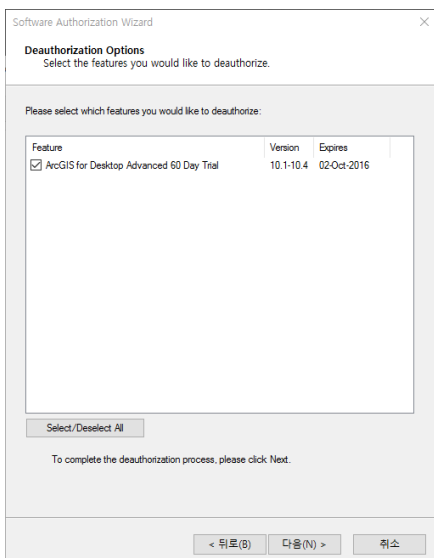 Software Authorization Wizard
Deauthorization Options
Select the features you would like to deauthorize.
Please select which features you would like to deauthorize:
Feature Version Expires
ArcGIS for Desktop Advanced 60 Day Trial 10.1-10.4 02-Oct-2016
Select/Deselect All
To complete the deauthorization process, please click Next.
< 뒤로(B) 다음(N) > 취소